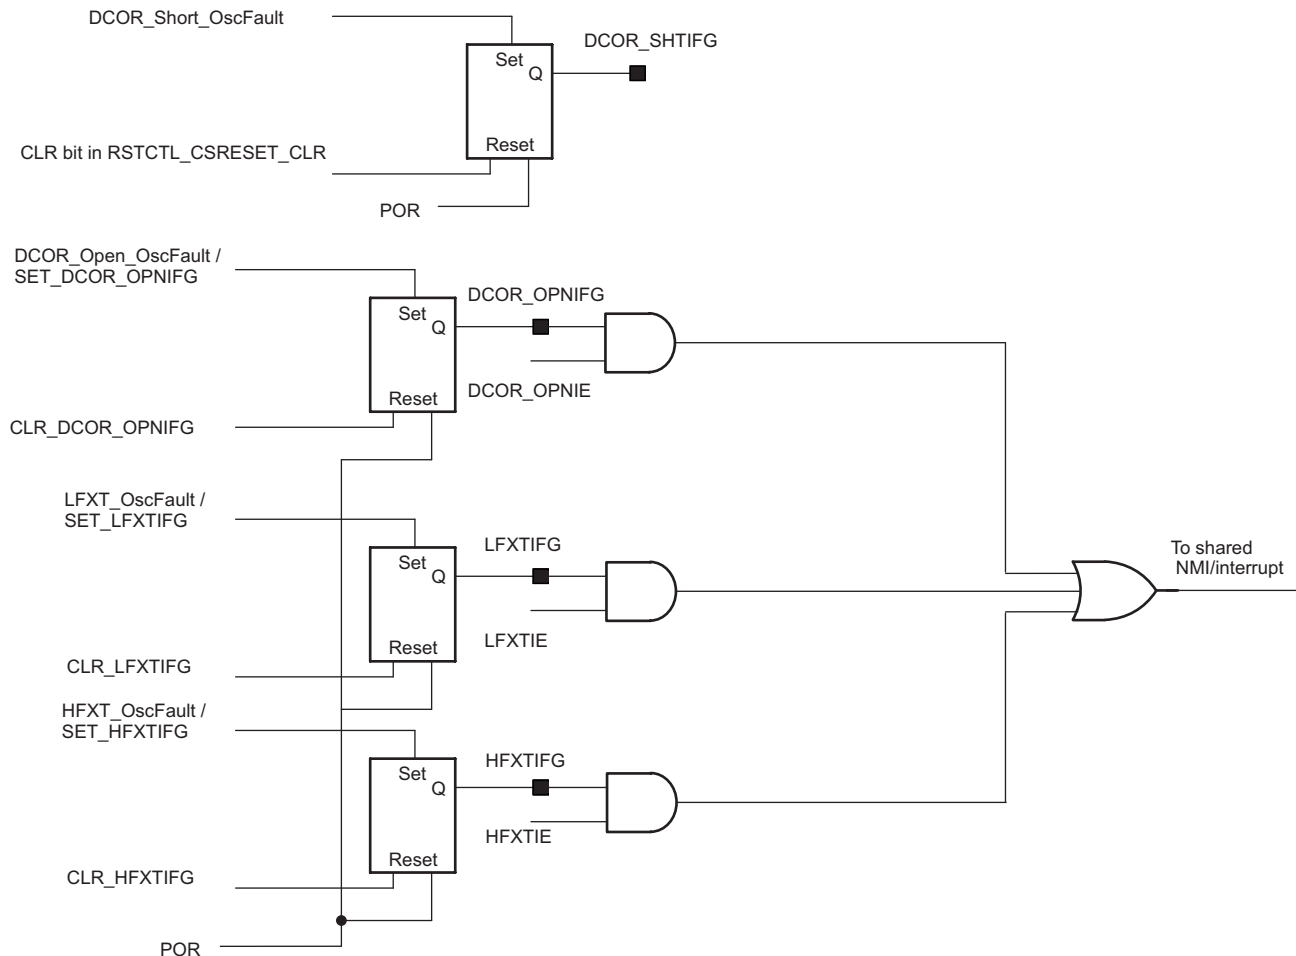 DCOR_Short_OscFault
DCOR_SHTIFG
Set
Q
Reset
CLR bit in RSTCTL_CSRESET_CLR
POR
DCOR_Open_OscFault /
SET_DCOR_OPNIFG
DCOR_OPNIFG
Set
Q
DCOR_OPNIE
Reset
CLR_DCOR_OPNIFG
LFXT_OscFault /
SET_LFXTIFG
LFXTIFG
Set
Q
LFXTIE
Reset
CLR_LFXTIFG
To shared
NMI/interrupt
HFXT_OscFault /
SET_HFXTIFG
HFXTIFG
Set
Q
HFXTIE
Reset
CLR_HFXTIFG
POR